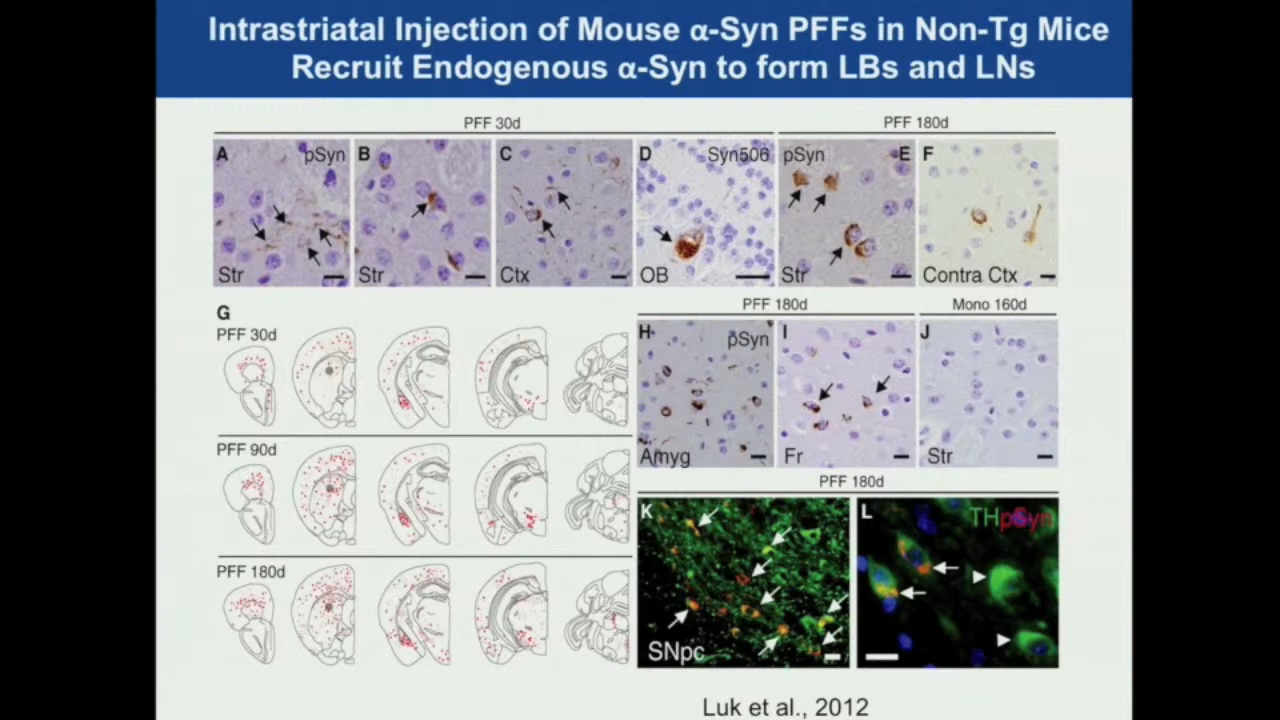 Intrastriatal Injection of Mouse α-Syn PFFs in Non-Tg Mice
Recruit Endogenous α-Syn to form LBs and LNs
PFF 30d
PFF 180d
A pSyn
Str
B
Str
C
Ctx
D Syn506
OB
pSyn E
Str
F
Contra Ctx
G
PFF 30d
PFF 90d
PFF 180d
PFF 180d
Mono 160d
H pSyn
Amyg
I
Fr
J
Str
PFF 180d
K
SNpc
L THpSyn
Luk et al., 2012